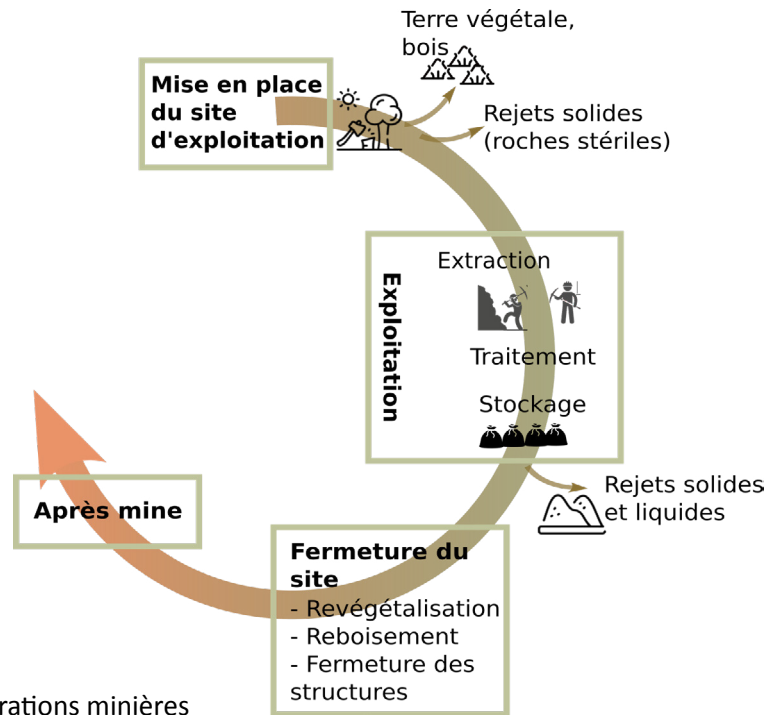 Terre végétale,
bois
Mise en place
du site
d'exploitation
Rejets solides
(roches stériles)
Exploitation
Extraction
Traitement
Stockage
Rejets solides
et liquides
Fermeture du
site
- Revégétalisation
- Reboisement
- Fermeture des
structures
Après mine
rations minières